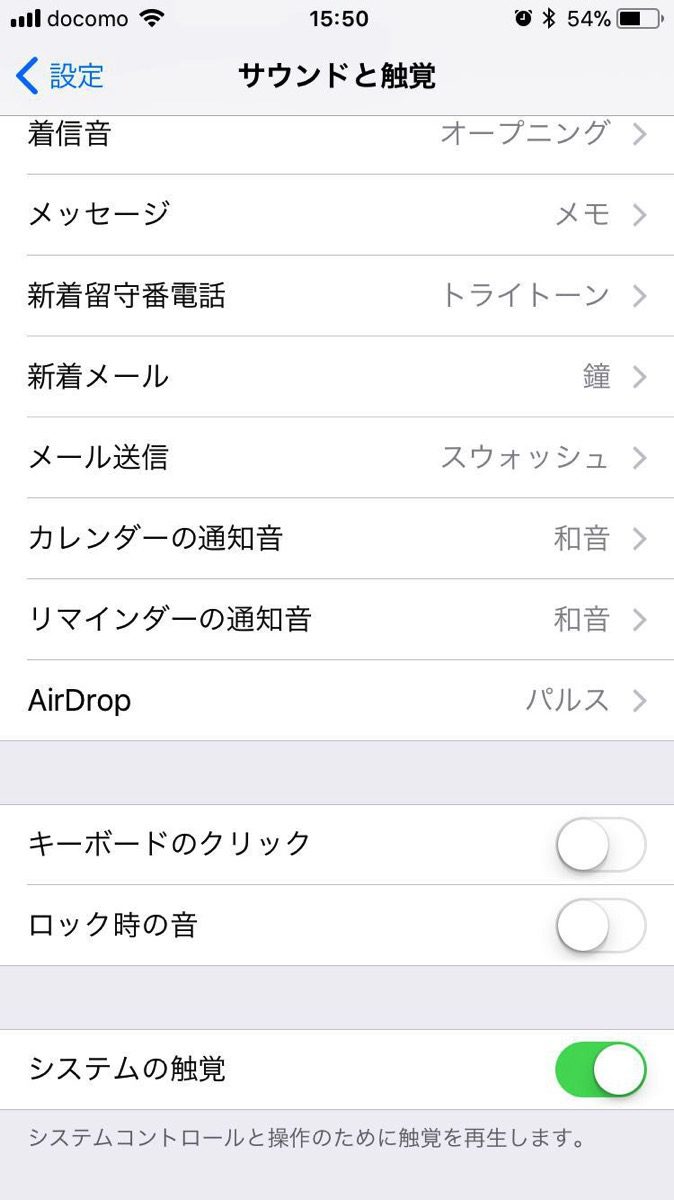 docomo 15:50 54%
設定 サウンドと触覚
着信音 オープニング
メッセージ メモ
新着留守番電話 トライトーン
新着メール 鐘
メール送信 スウォッシュ
カレンダーの通知音 和音
リマインダーの通知音 和音
AirDrop パルス
キーボードのクリック
ロック時の音
システムの触覚
システムコントロールと操作のために触覚を再生します。